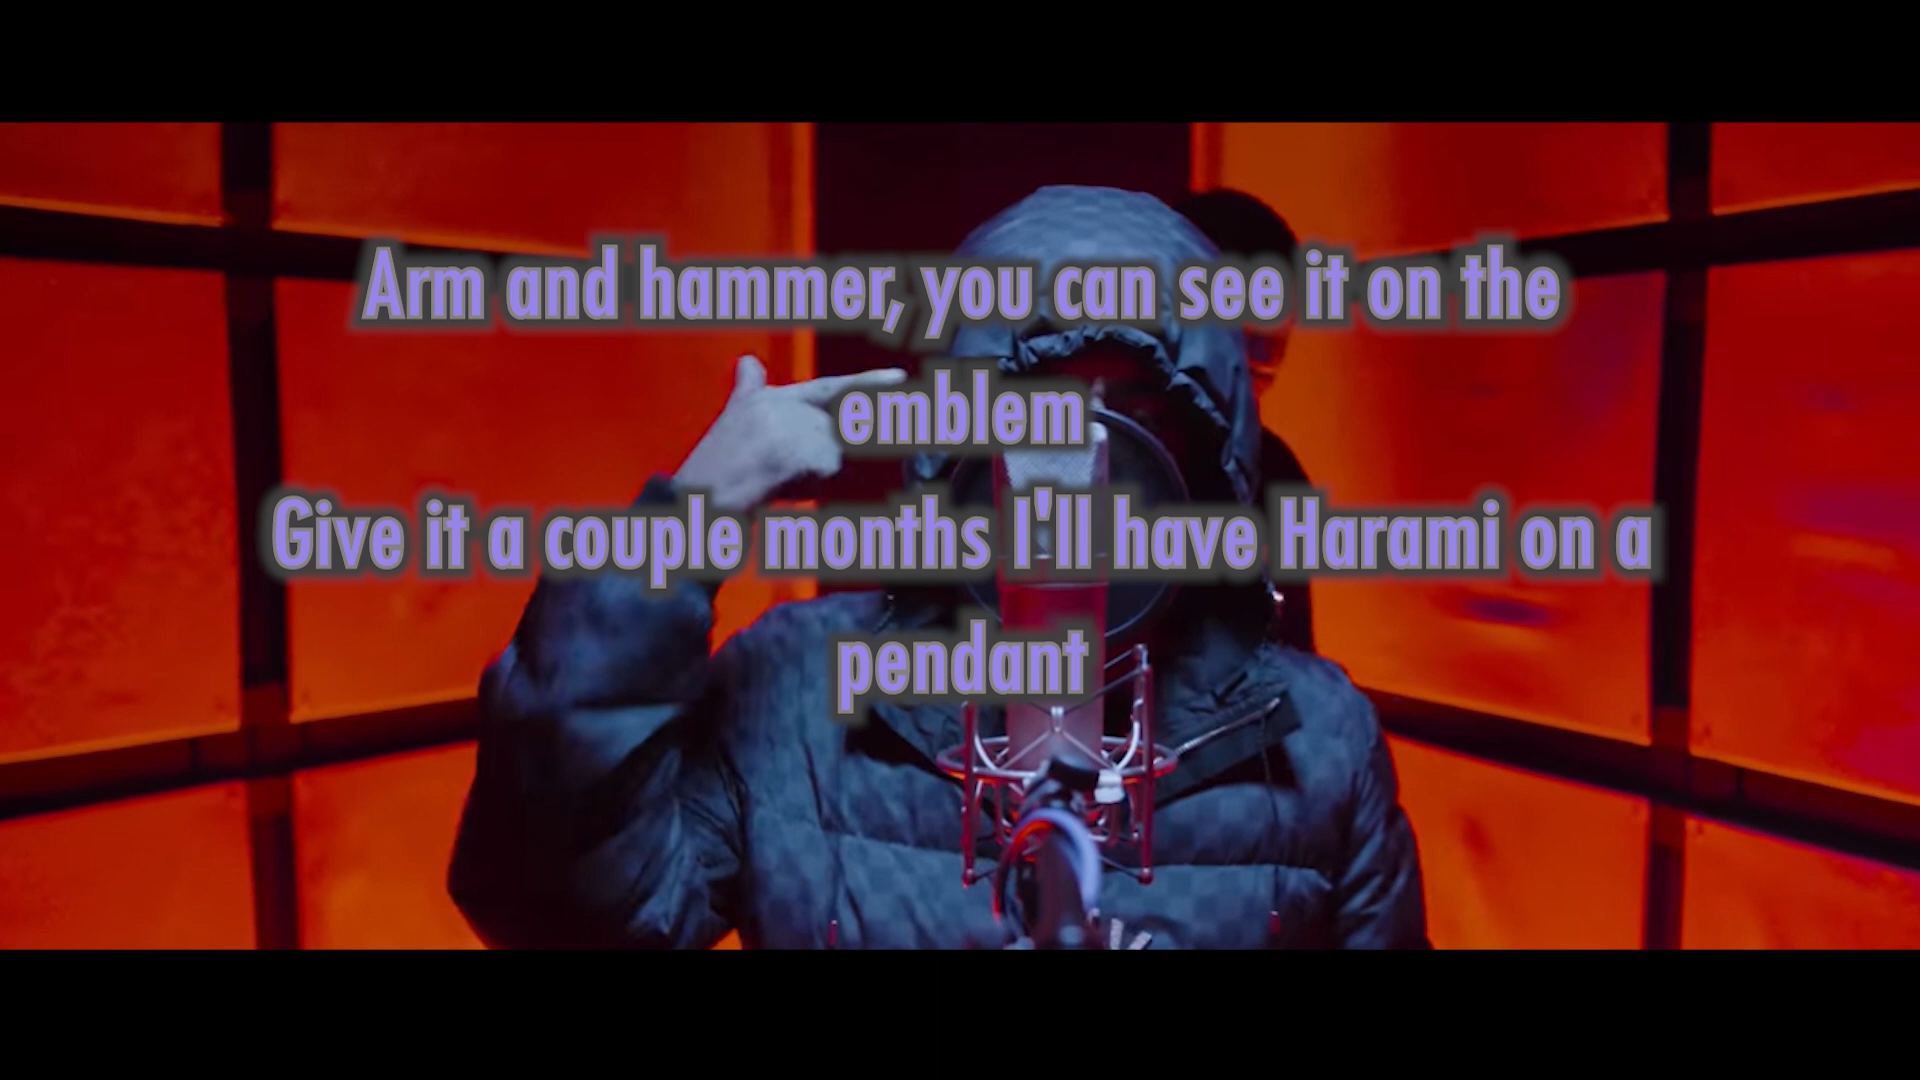 Arm and hammer, you can see it on the
emblem
Give it a couple months I'll have Harami on a
pendant